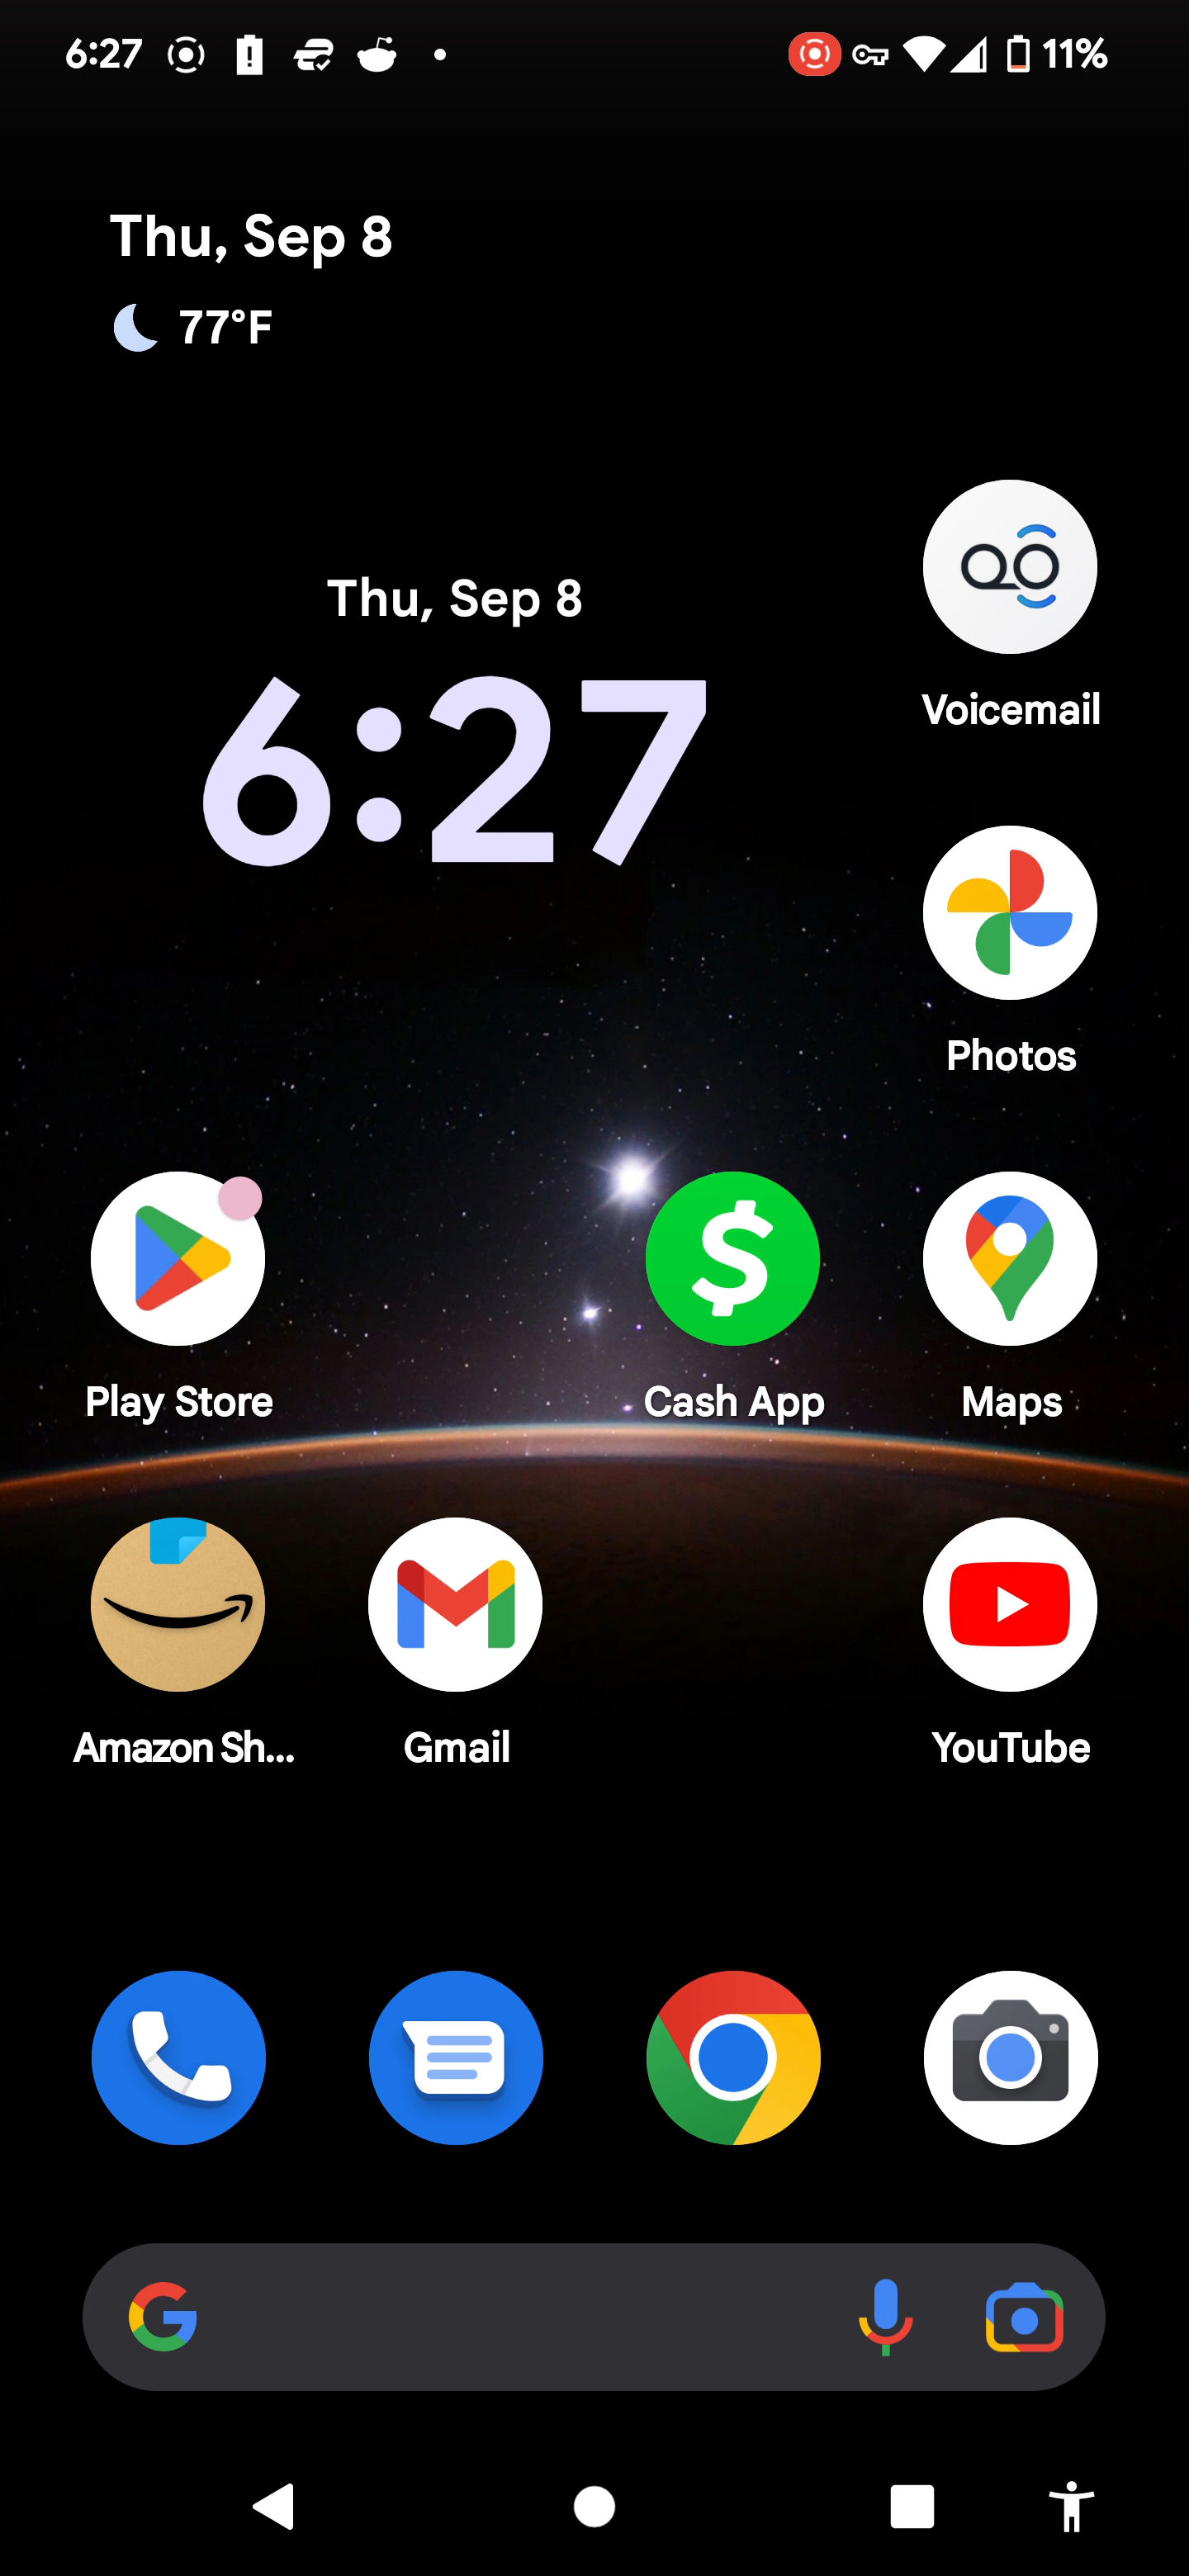 6:27
11%
Thu, Sep 8
77°F
Thu, Sep 8
6:27
Voicemail
Photos
Play Store
Cash App
Maps
Amazon Sh...
Gmail
YouTube